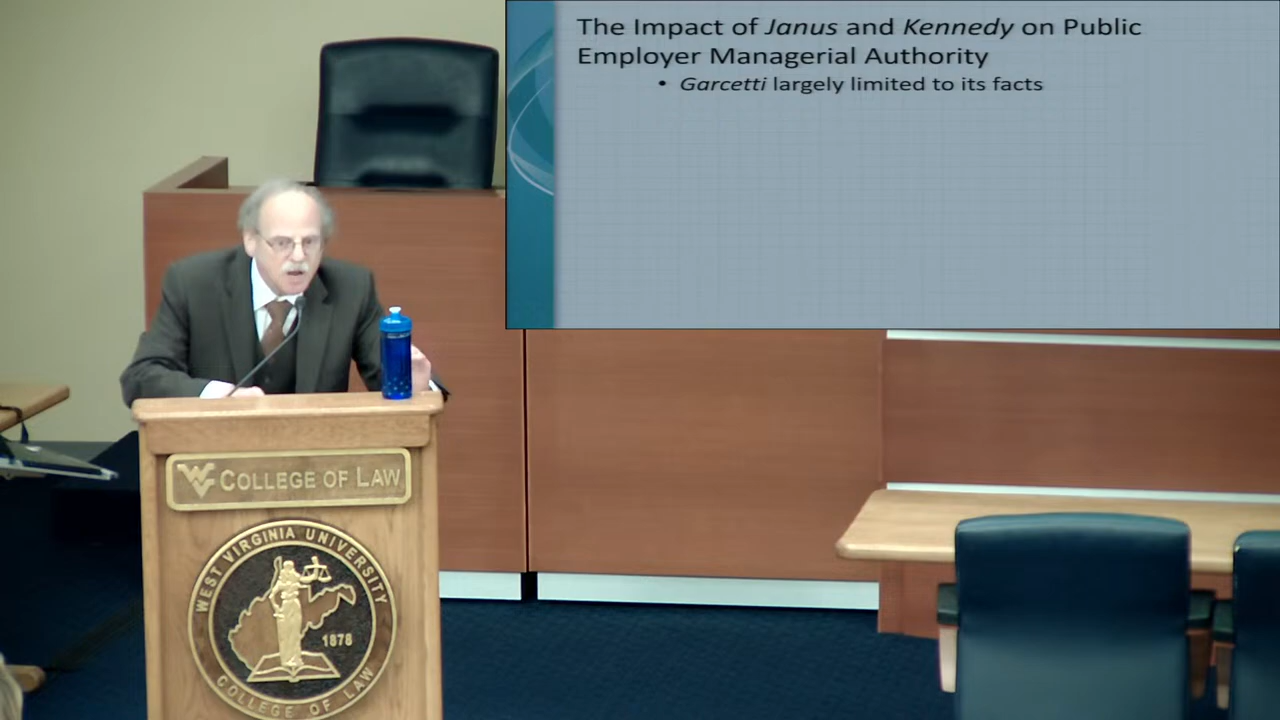 The Impact of Janus and Kennedy on Public
Employer Managerial Authority
• Garcetti largely limited to its facts
WV COLLEGE OF LAW
WEST VIRGINIA UNIVERSITY
1878
COLLEGE OF LAW